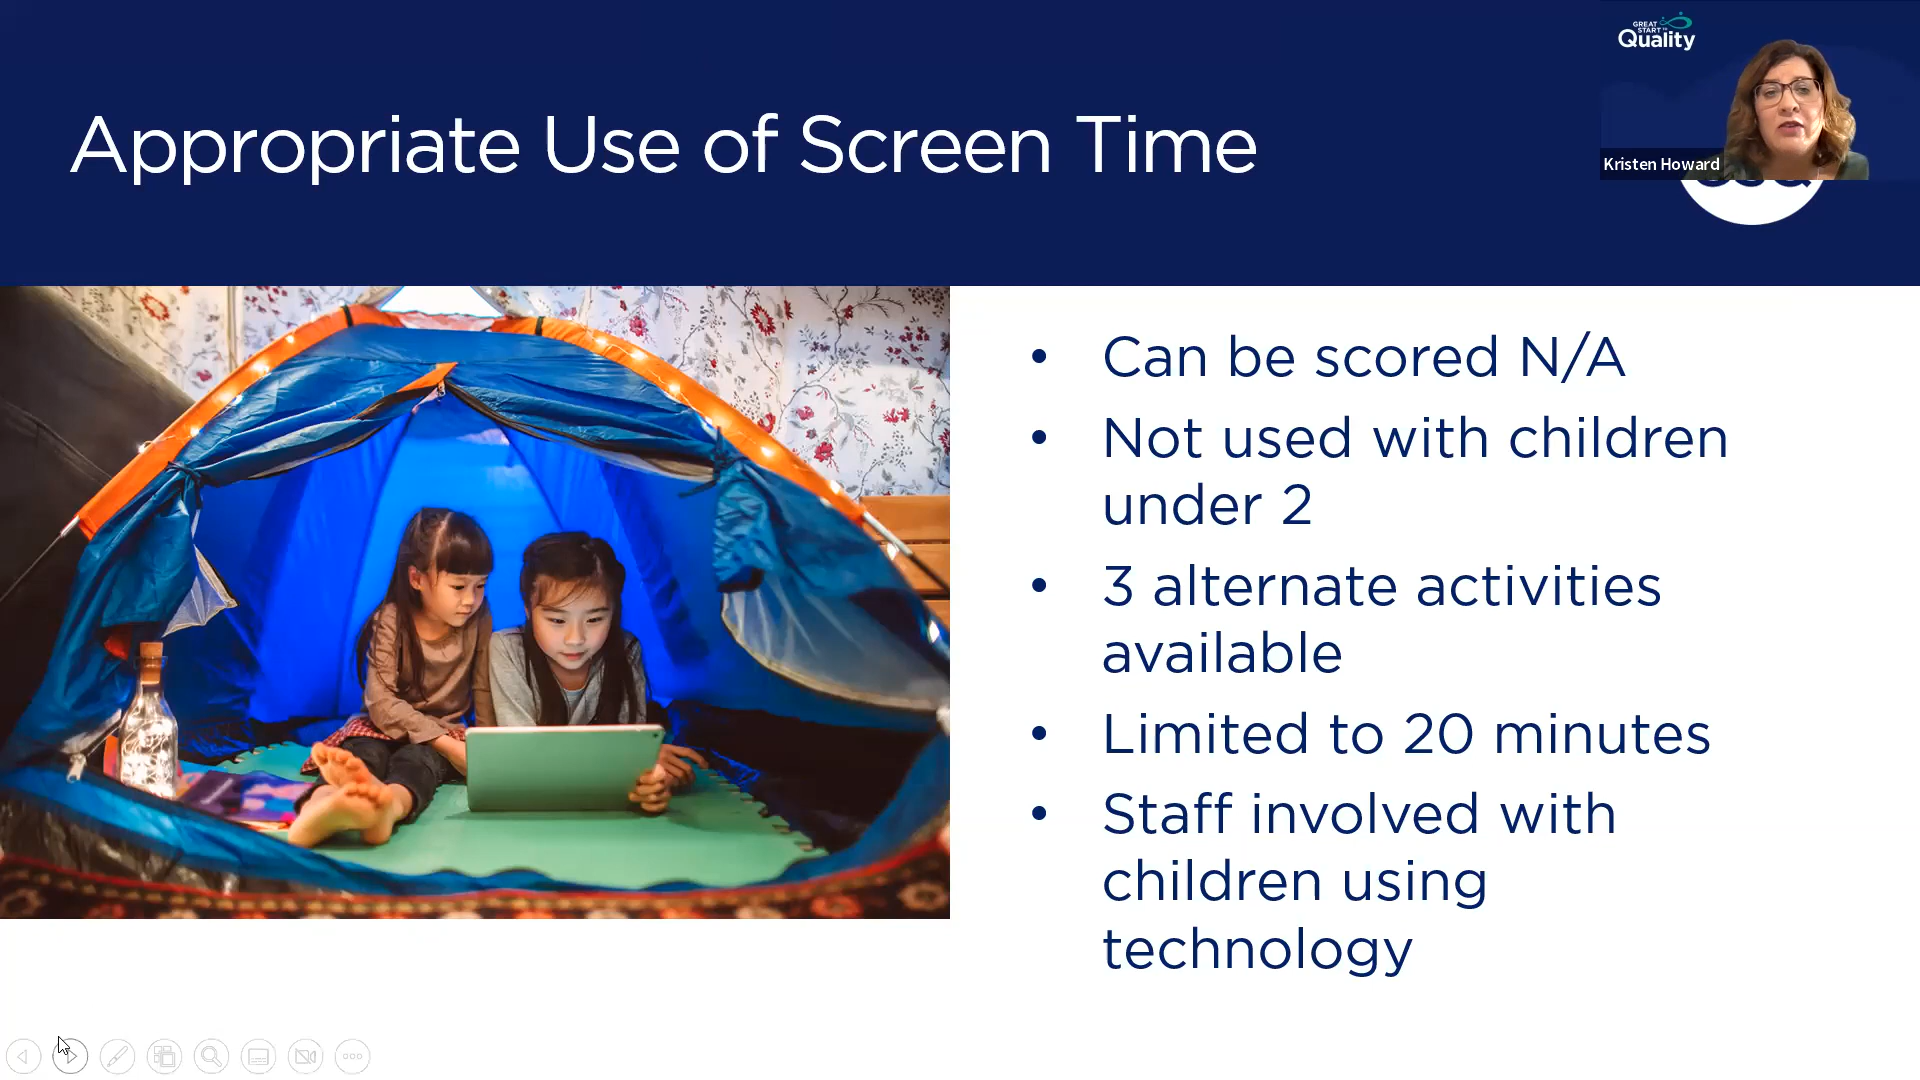 GREAT
START to
Quality
Kristen Howard
Appropriate Use of Screen Time
• Can be scored N/A
• Not used with children
under 2
• 3 alternate activities
available
• Limited to 20 minutes
• Staff involved with
children using
technology